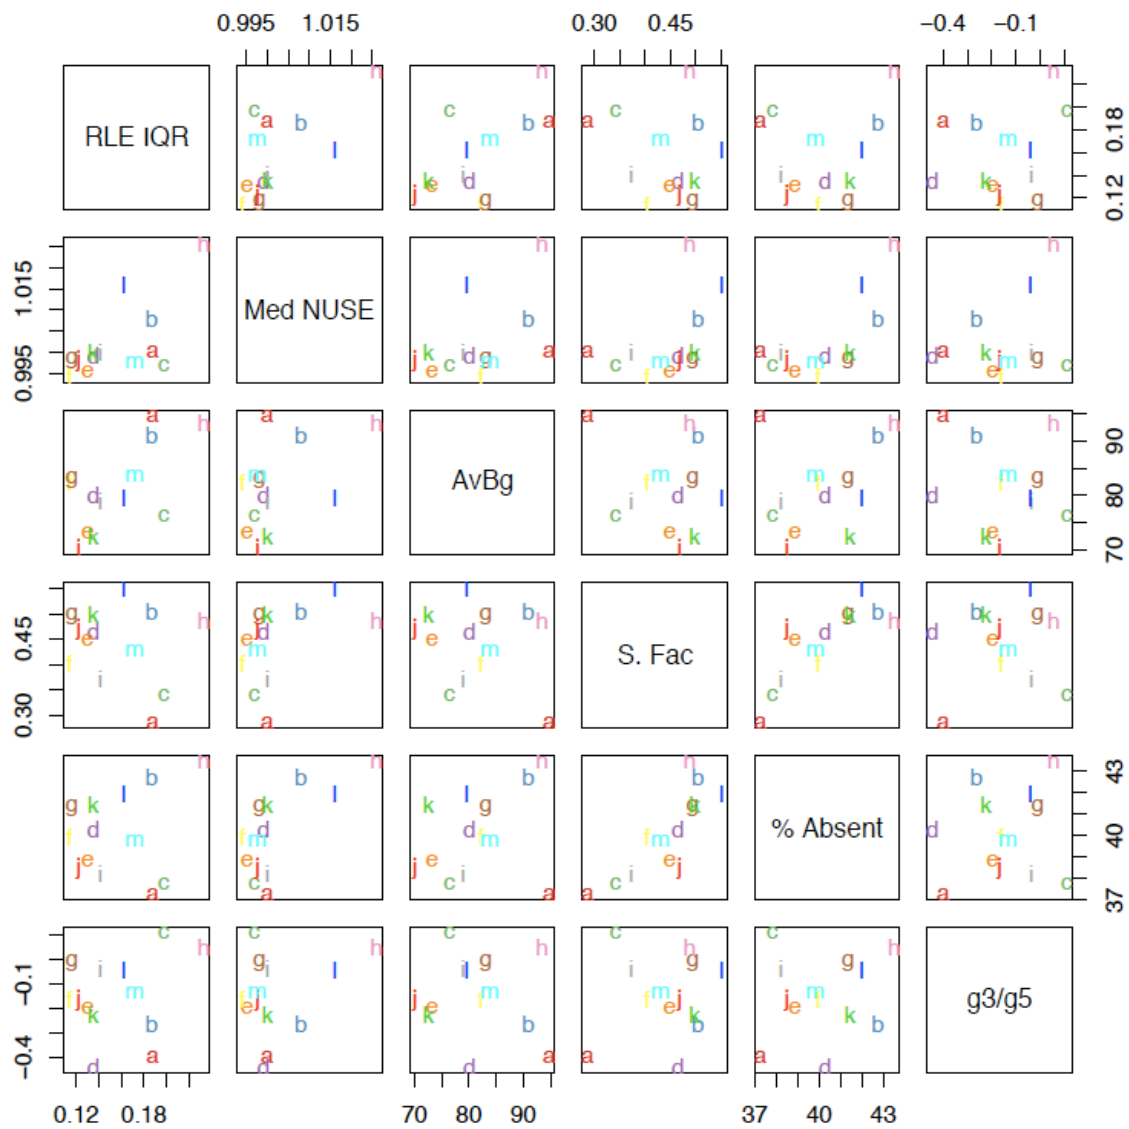 0.995 1.015 0.30 0.45 -0.4 -0.1
h h h h h
c c c c c
a b b a a b b a b
RLE IQR m m m m m 0.18
l l l l l
i i i i i
e d k k e d i e d k e d k d k e
j g f j g f f j g j f g j f g 0.12
h h h h h
1.015 l l l l l
b Med NUSE b b b b
g j d k i a m c a k i d g m c a i m d k g c a c d k i g a d k m i g c
0.995 f e j e f j f e j e f j e f
a a a a a
b h b h h b b h b h 90
g m g m AvBg g m m g m g
f d l i f d l i f d l i f d l i d f l i 80
c c c c c
e k e k e k e k k e
j j j j j 70
l l l l l
g k b g k b k g b g k b k b g
0.45 j e d h j e d h j e d h S. Fac j e d h d e j h
f m f m f m f m f m
i i i i i
c c c c c
0.30 a a a a a
h h h h h
b b b b b 43
l l l l l
g k g k k g g k k g
f d m f d m d f m f m d % Absent d f m 40
e j e j j e e j e j
i c i c c i c i i c
a a a a a 37
c c c c c
h h h h h
g g g g g
-0.1 i l i l i l i l i l
f j m f j m j f m f m j j f m g3/g5
e k e k e k e k e k
b b b b b
-0.4 d a d a d a a d a d
0.12 0.18 70 80 90 37 40 43